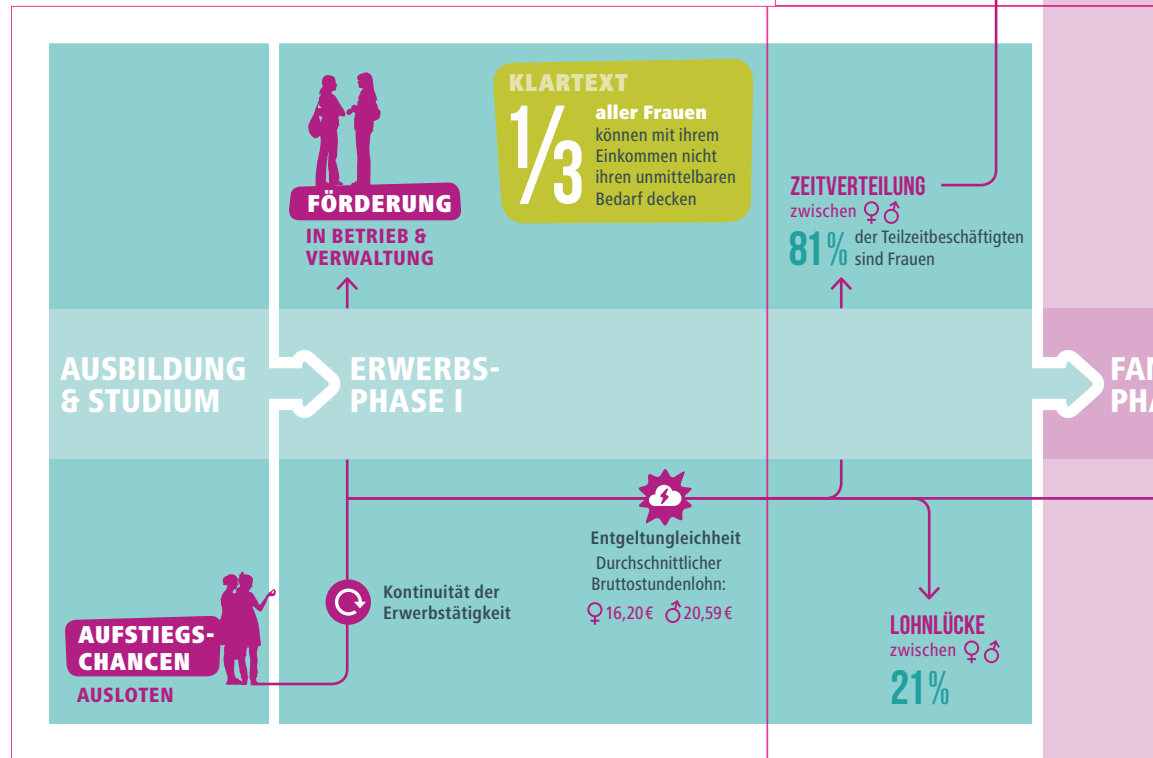 KLARTEXT
1/3
aller Frauen
können mit ihrem
Einkommen nicht
ihren unmittelbaren
Bedarf decken
FÖRDERUNG
IN BETRIEB &
VERWALTUNG
ZEITVERTEILUNG
zwischen ♀♂
81% der Teilzeitbeschäftigten
sind Frauen
AUSBILDUNG
& STUDIUM
ERWERBS-
PHASE I
Entgeltungleichheit
Durchschnittlicher
Bruttostundenlohn:
♀16,20€ ♂20,59€
Kontinuität der
Erwerbstätigkeit
AUFSTIEGS-
CHANCEN
AUSLOTEN
LOHNLÜCKE
zwischen ♀♂
21%